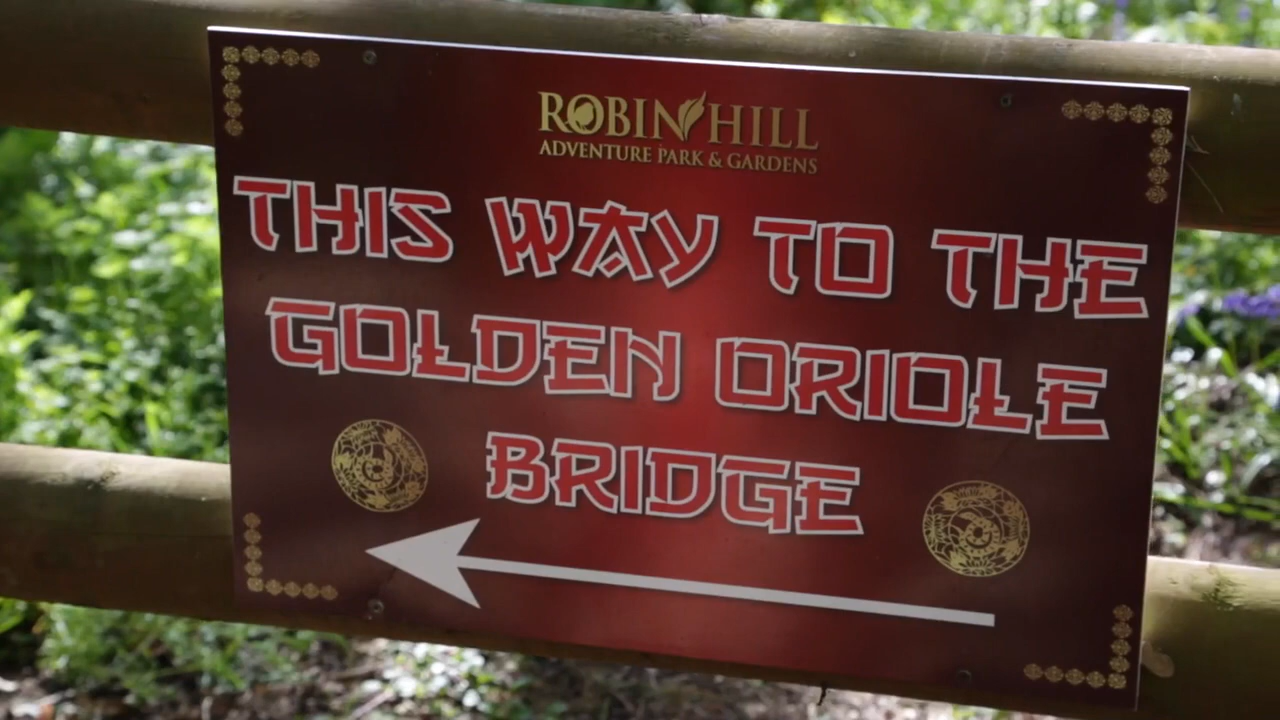 ROBIN HILL
ADVENTURE PARK & GARDENS
THIS WAY TO THE
GOLDEN ORIOLE
BRIDGE